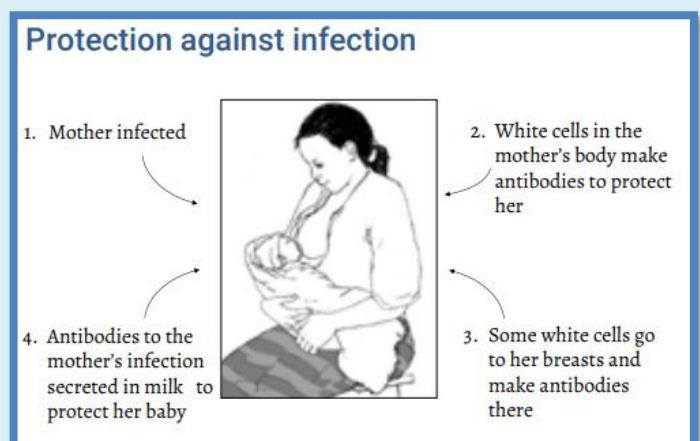 Protection against infection
1. Mother infected
2. White cells in the
mother's body make
antibodies to protect
her
3. Some white cells go
to her breasts and
make antibodies
there
4. Antibodies to the
mother's infection
secreted in milk to
protect her baby